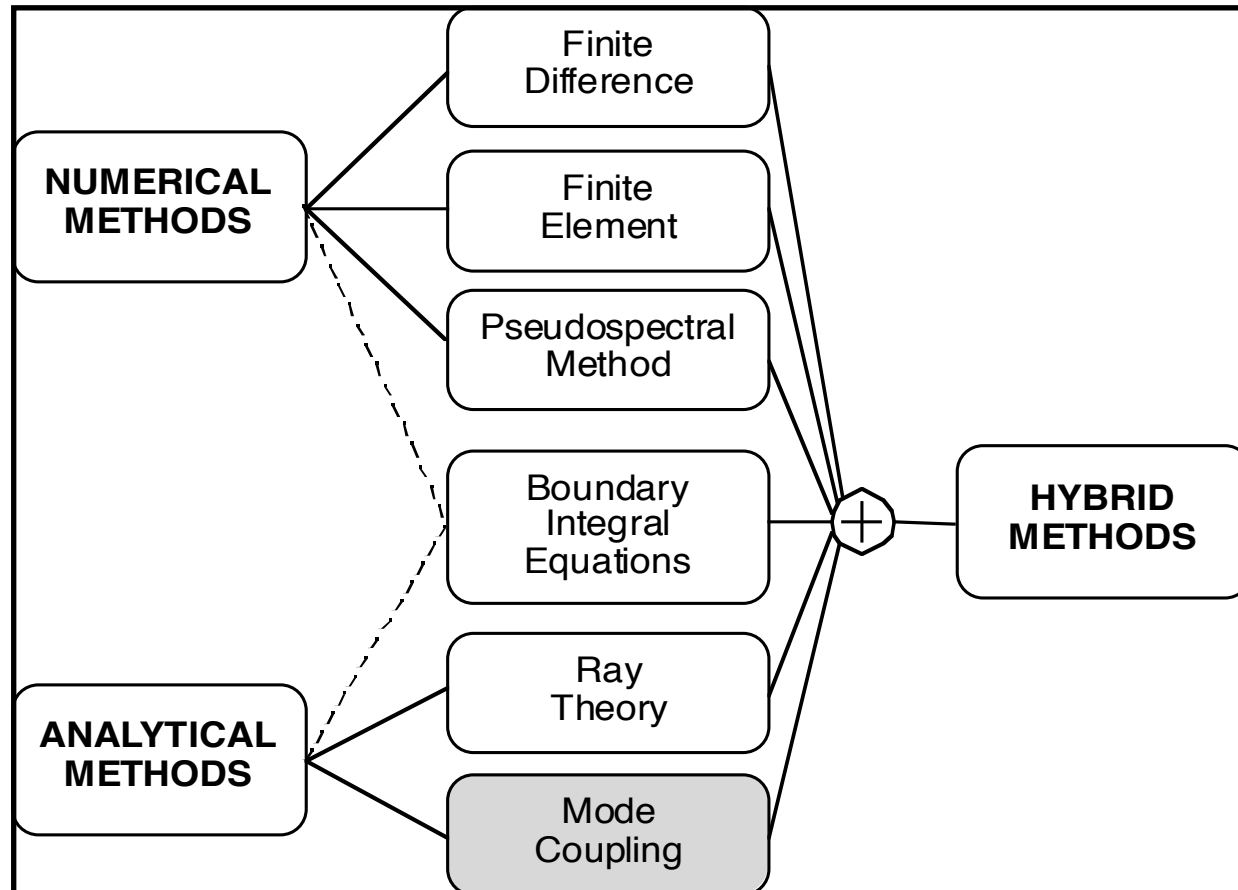 Finite
Difference
NUMERICAL
METHODS
Finite
Element
Pseudospectral
Method
Boundary
Integral
Equations
HYBRID
METHODS
Ray
Theory
ANALYTICAL
METHODS
Mode
Coupling